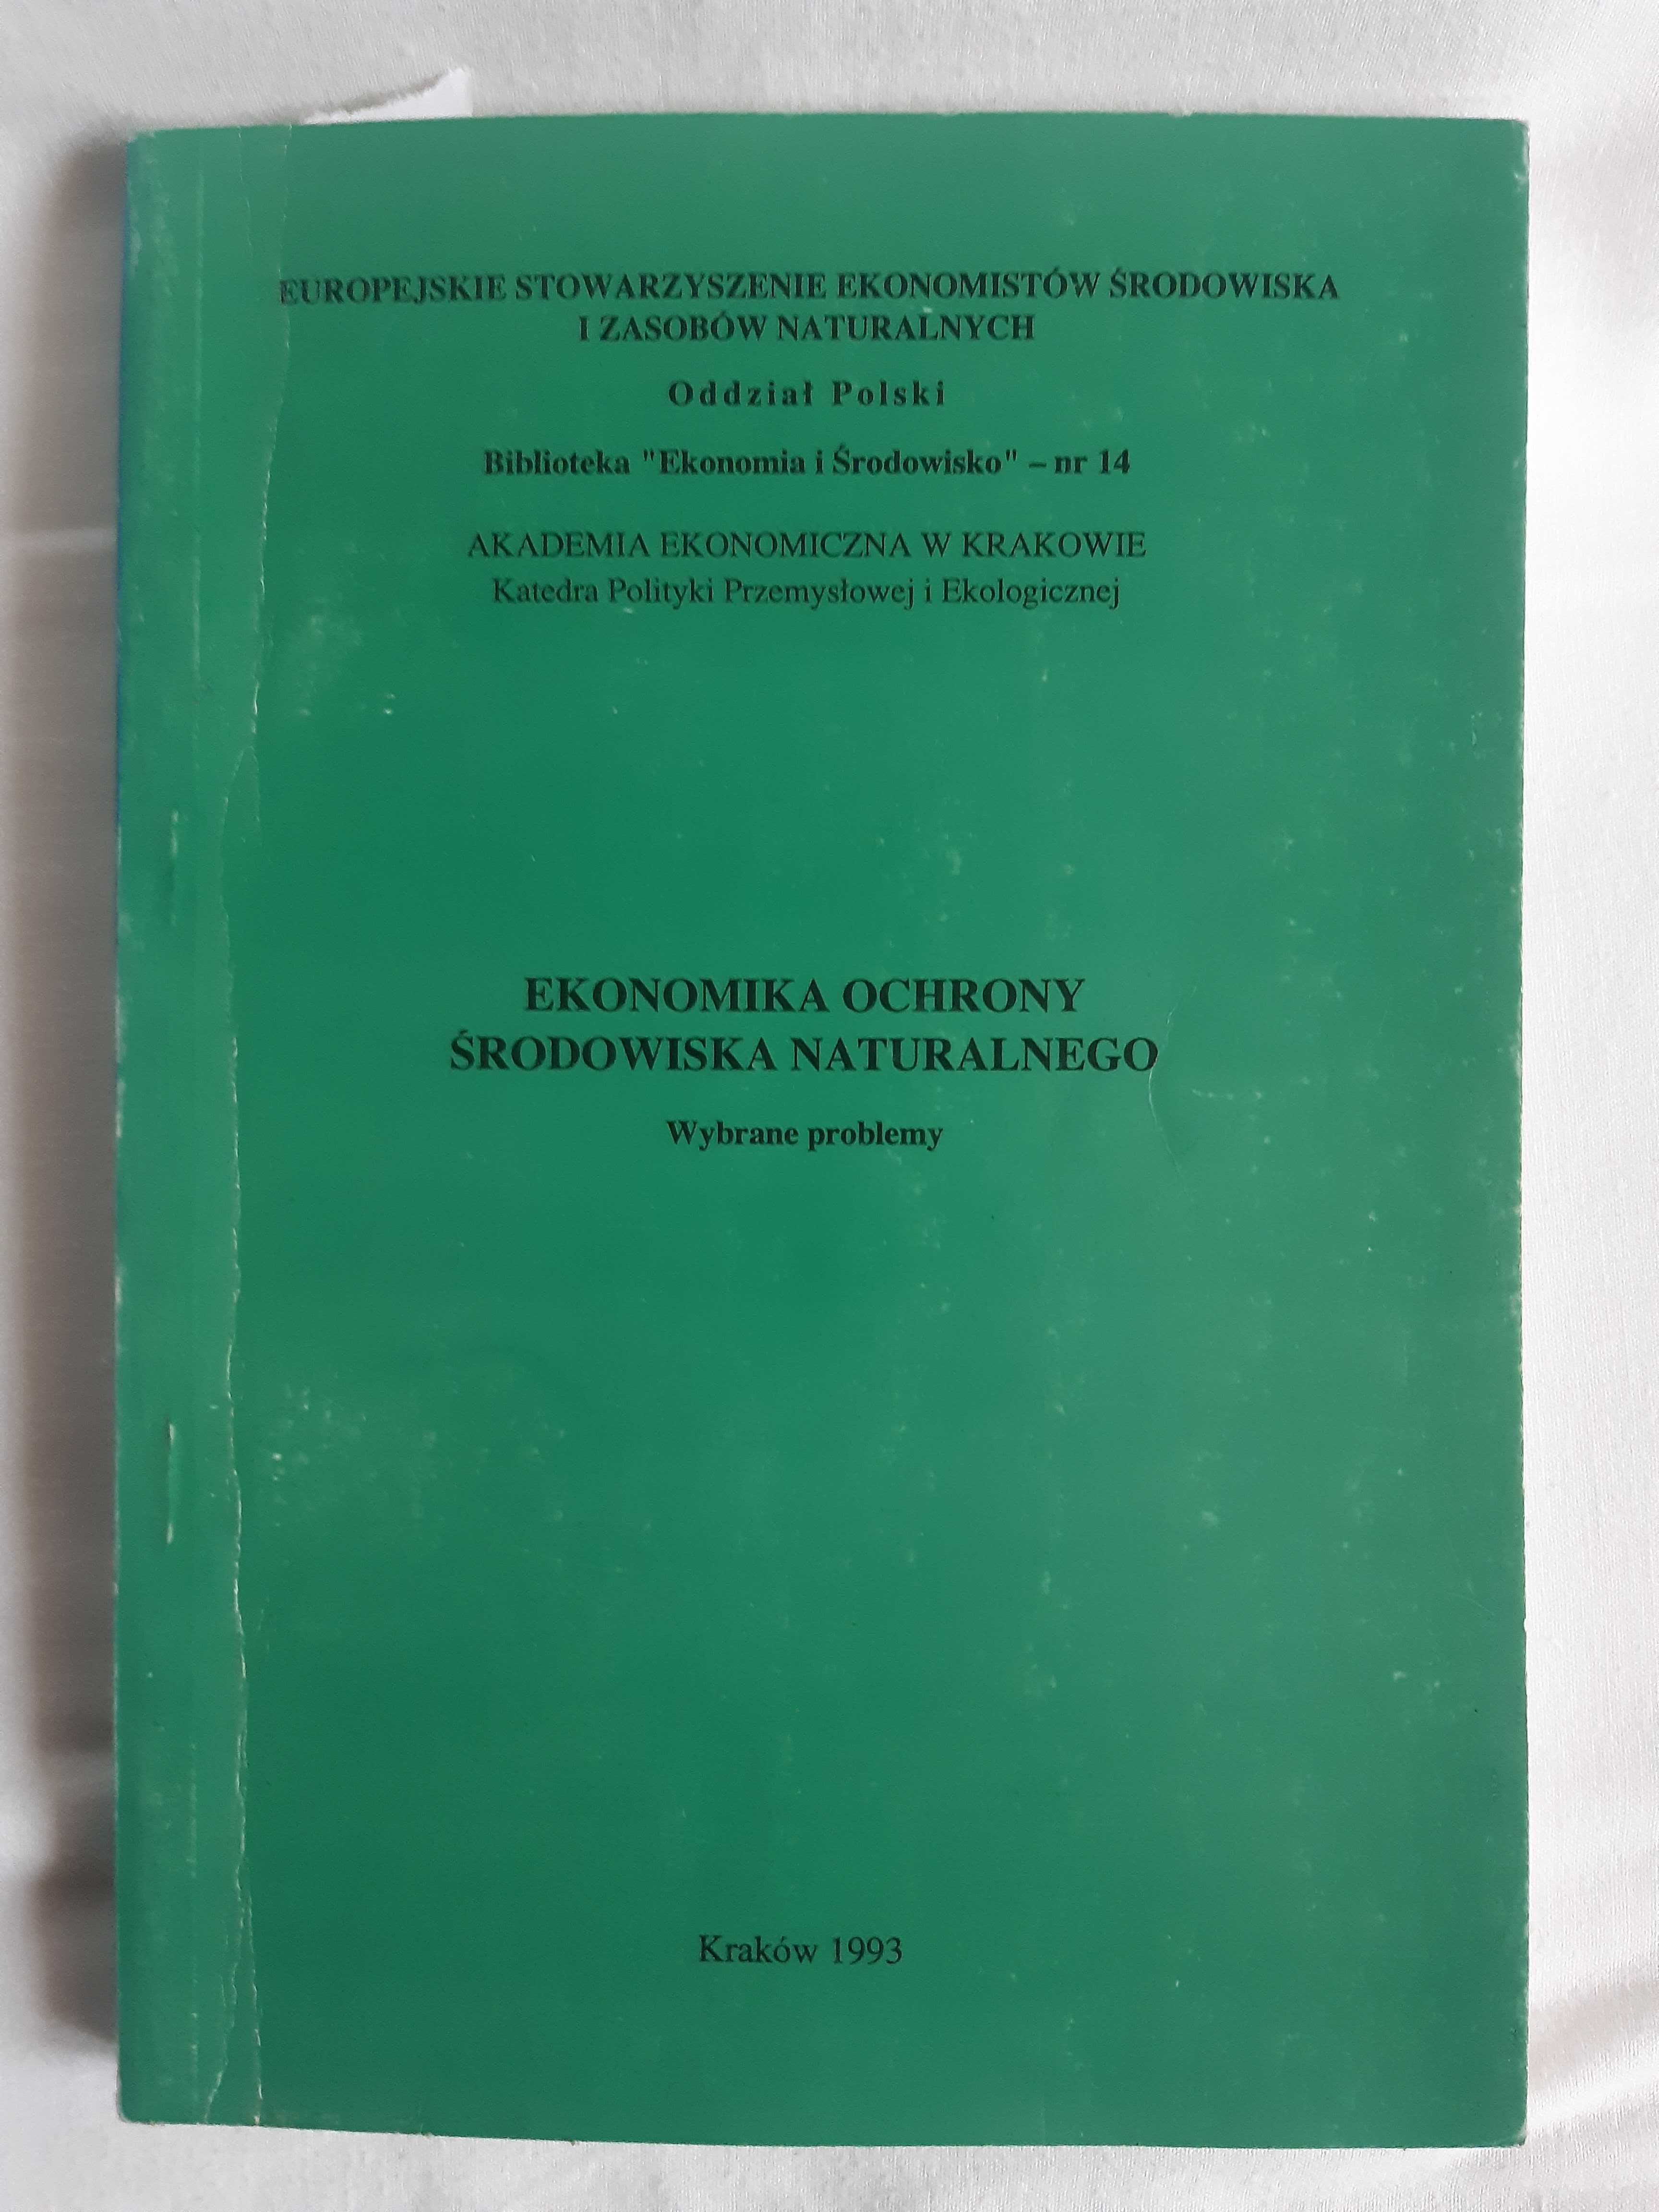 EUROPEJSKIE STOWARZYSZENIE EKONOMISTÓW ŚRODOWISKA
I ZASOBÓW NATURALNYCH
Oddział Polski
Biblioteka "Ekonomia i Środowisko" – nr 14
AKADEMIA EKONOMICZNA W KRAKOWIE
Katedra Polityki Przemysłowej i Ekologicznej
EKONOMIKA OCHRONY
ŚRODOWISKA NATURALNEGO
Wybrane problemy
Kraków 1993